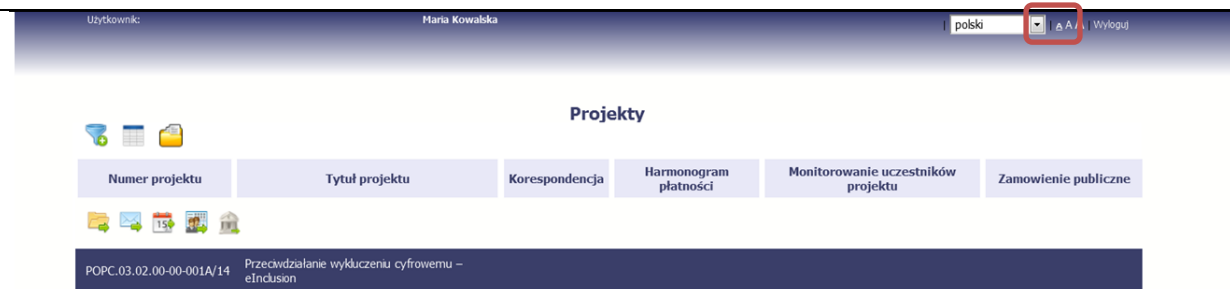 Użytkownik: Maria Kowalska | polski | A A A | Wyloguj
Projekty
Numer projektu Tytuł projektu Korespondencja Harmonogram płatności Monitorowanie uczestników projektu Zamowienie publiczne
15
POPC.03.02.00-00-001A/14 Przeciwdziałanie wykluczeniu cyfrowemu –
eInclusion